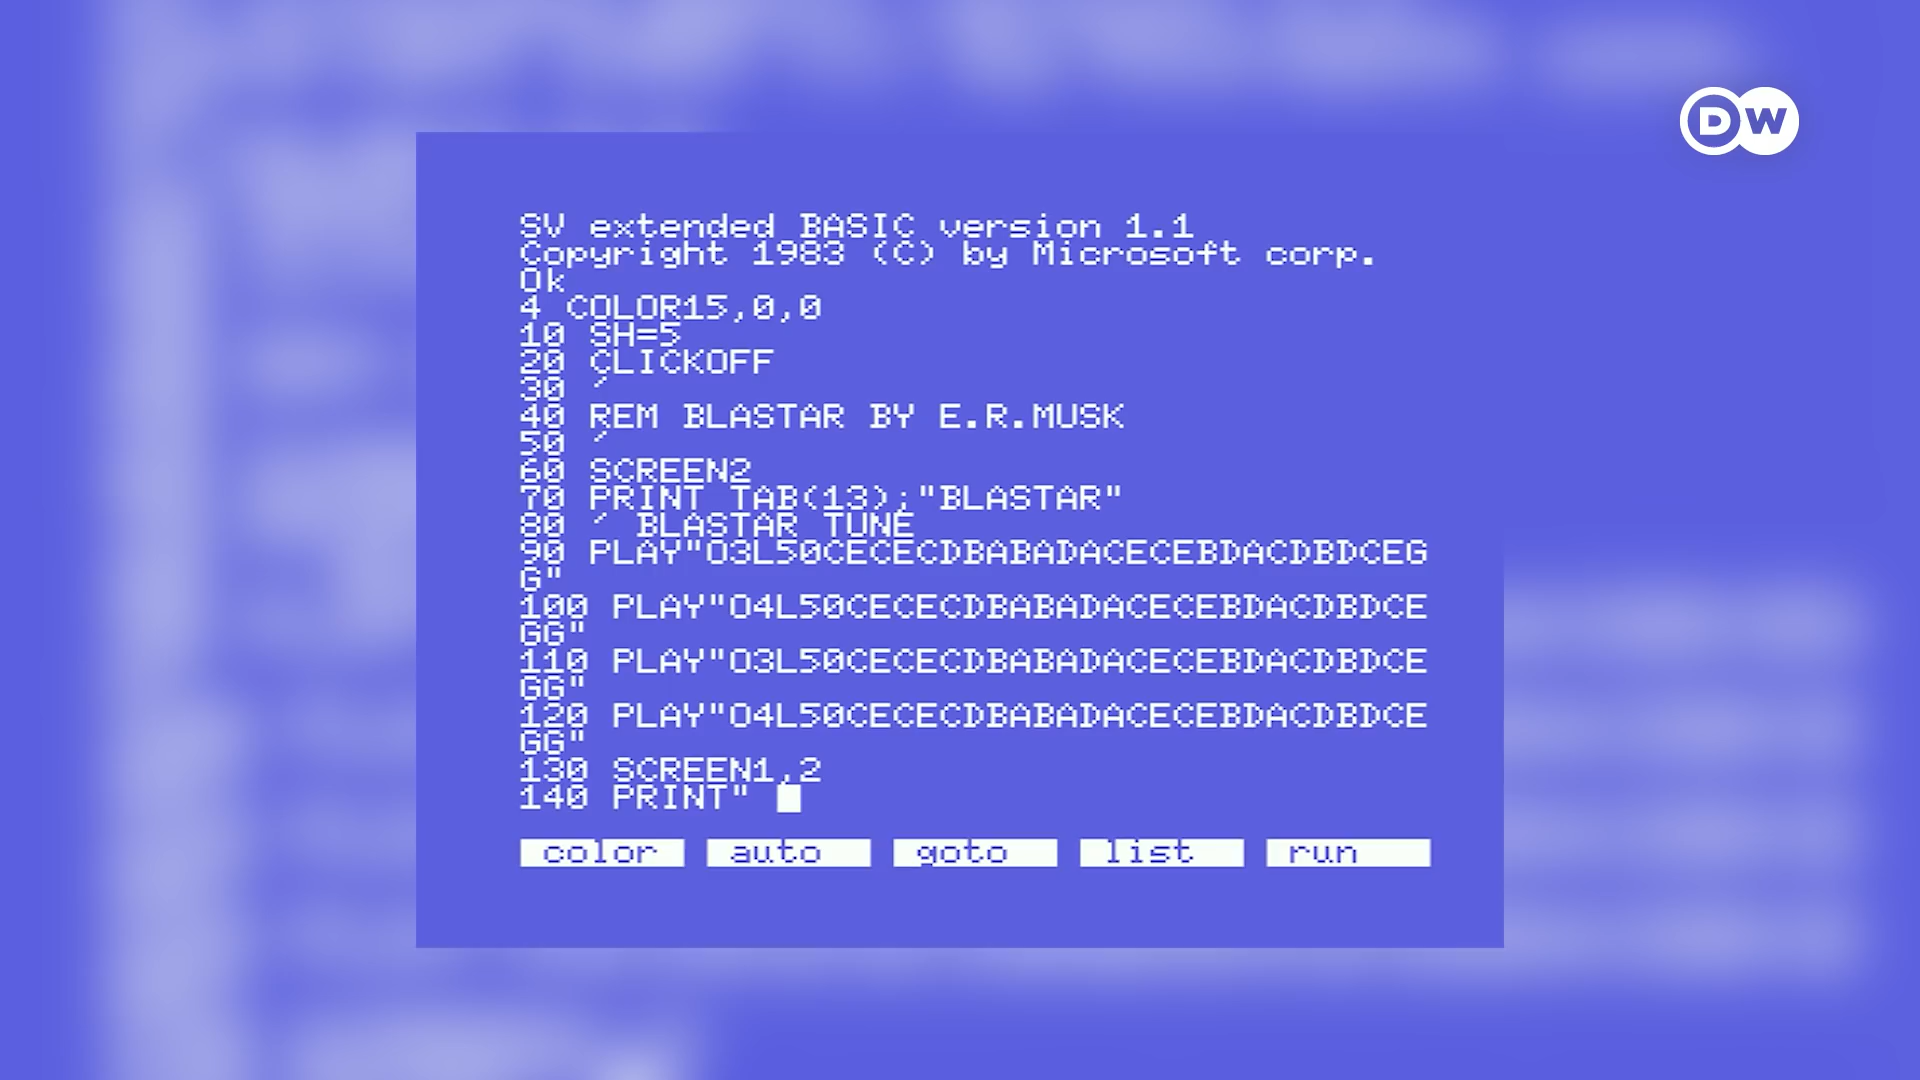 DW
SV extended BASIC version 1.1
Copyright 1983 (C) by Microsoft corp.
Ok
4 COLOR15,0,0
10 SH=5
20 CLICKOFF
30 '
40 REM BLASTAR BY E.R.MUSK
50 '
60 SCREEN2
70 PRINT TAB(13);"BLASTAR"
80 ' BLASTAR TUNE
90 PLAY"O3L50CECECDBABADACECEBDACDBDCEG
G"
100 PLAY"O4L50CECECDBABADACECEBDACDBDCE
GG"
110 PLAY"O3L50CECECDBABADACECEBDACDBDCE
GG"
120 PLAY"O4L50CECECDBABADACECEBDACDBDCE
GG"
130 SCREEN1,2
140 PRINT"
color auto goto list run